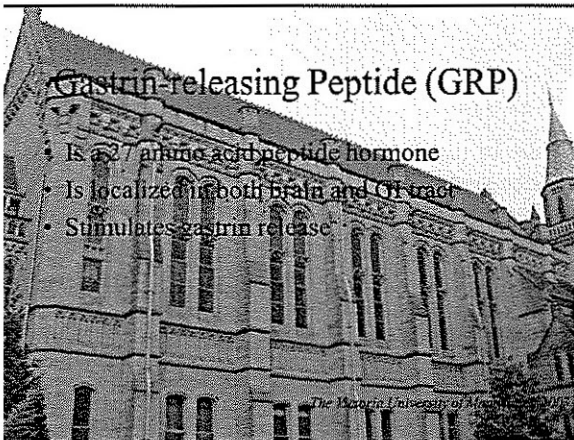 Gastrin-releasing Peptide (GRP)
• Is a 27 amino acid peptide hormone
• Is localized in both brain and GI tract
• Stimulates gastrin release
The Victoria University of